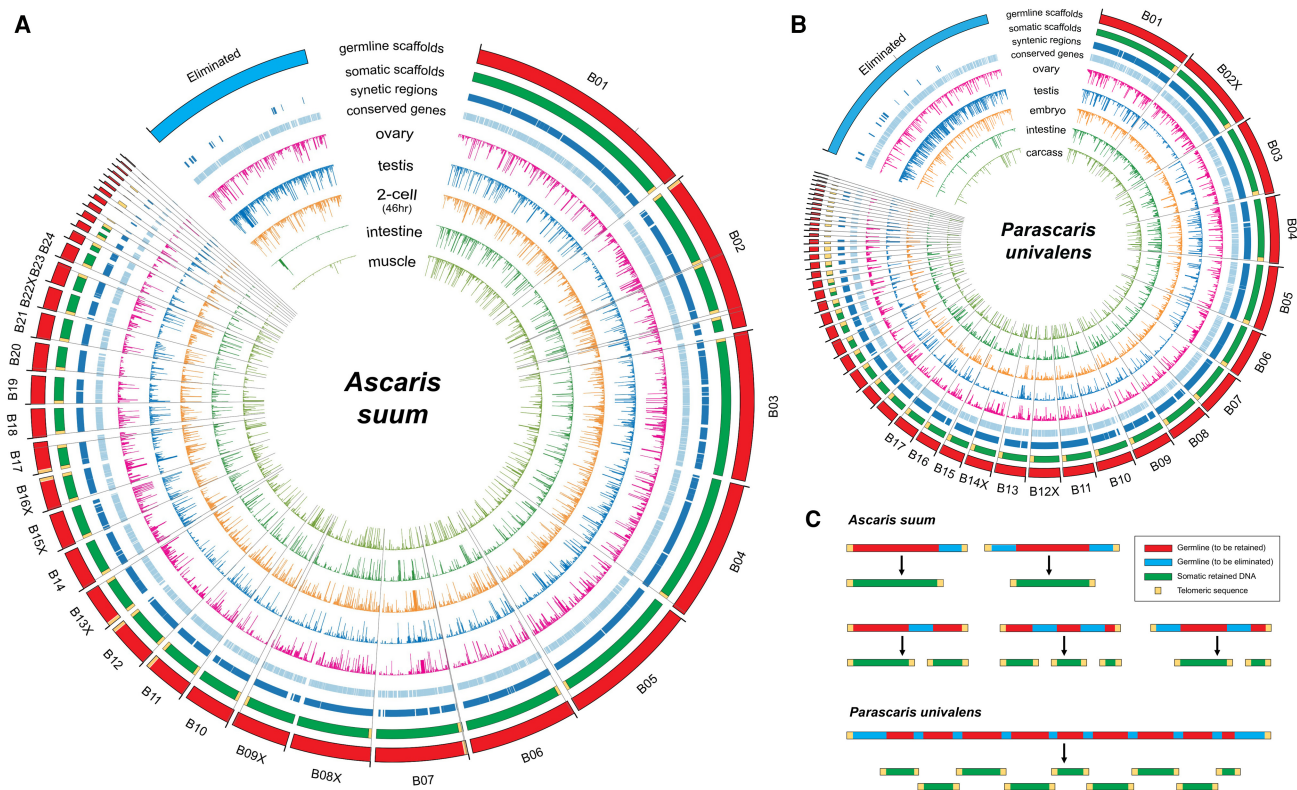 A
germline scaffolds
somatic scaffolds
synetic regions
conserved genes
ovary
testis
2-cell
(46hr)
intestine
muscle
Eliminated
Ascaris
suum
B01
B02
B03
B04
B05
B06
B07
B08X
B09X
B10
B11
B12
B13X
B14
B15X
B16X
B17
B18
B19
B20
B21
B22X
B23
B24
B
germline scaffolds
somatic scaffolds
syntenic regions
conserved genes
ovary
testis
embryo
intestine
carcass
Eliminated
Parascaris
univalens
B01
B02X
B03
B04
B05
B06
B07
B08
B09
B10
B11
B12X
B13
B14X
B15
B16
B17
C
Ascaris suum
Germline (to be retained)
Germline (to be eliminated)
Somatic retained DNA
Telomeric sequence
Parascaris univalens